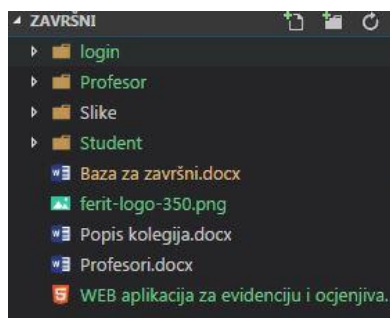 ZAVRŠNI
login
Profesor
Slike
Student
Baza za završni.docx
ferit-logo-350.png
Popis kolegija.docx
Profesori.docx
WEB aplikacija za evidenciju i ocjenjiva.